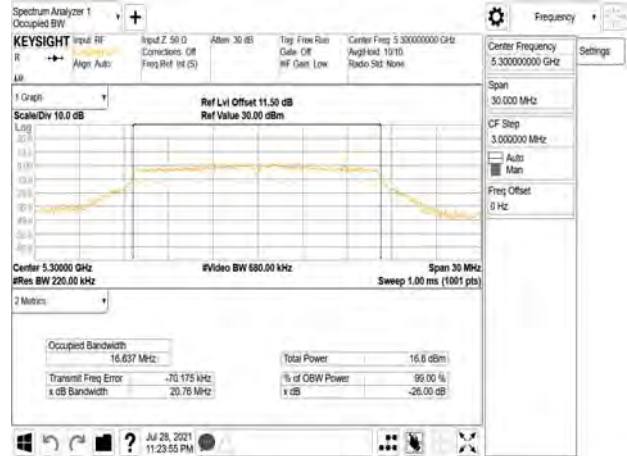 Spectrum Analyzer 1
Occupied BW
Frequency
KEYSIGHT Input: RF
Input Z: 50 Ω
Atten: 30 dB
Trig: Free Run
Center Freq: 5.300000000 GHz
Corrections: Off
Gate: Off
Avg|Hold: 10/10
R
Align: Auto
Freq Ref: Int (S)
#IF Gain: Low
Radio Std: None
Center Frequency
5.300000000 GHz
Settings
Span
30.000 MHz
CF Step
3.000000 MHz
Auto
Man
Freq Offset
0 Hz
1 Graph
Scale/Div 10.0 dB
Ref Lvl Offset 11.50 dB
Ref Value 30.00 dBm
Log
Center 5.30000 GHz
#Video BW 680.00 kHz
Span 30 MHz
#Res BW 220.00 kHz
Sweep 1.00 ms (1001 pts)
2 Metrics
Occupied Bandwidth
16.637 MHz
Total Power
16.6 dBm
Transmit Freq Error
-70.175 kHz
% of OBW Power
99.00 %
x dB Bandwidth
20.76 MHz
x dB
-26.00 dB
?
Jul 28, 2021
11:23:55 PM